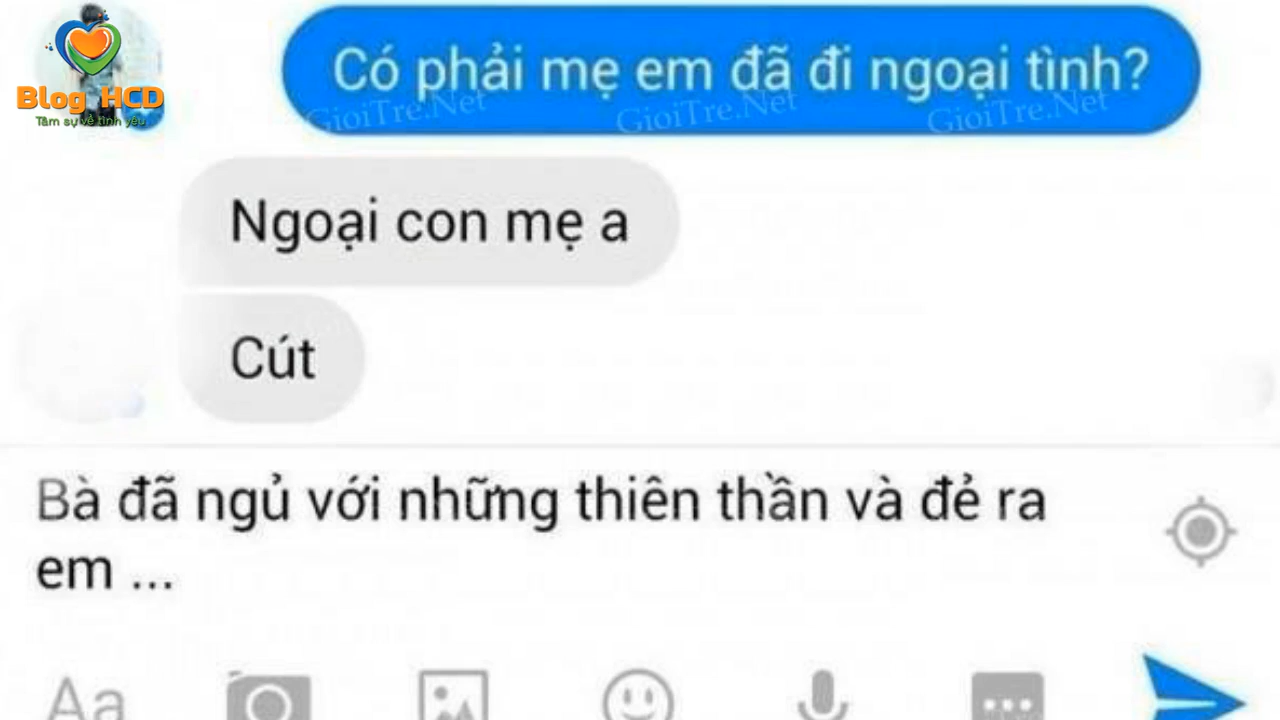 Blog HCD
Tâm sự về tình yêu
Có phải mẹ em đã đi ngoại tình?
GioiTre.Net GioiTre.Net GioiTre.Net
Ngoại con mẹ a
Cút
Bà đã ngủ với những thiên thần và đẻ ra
em ...
Aa